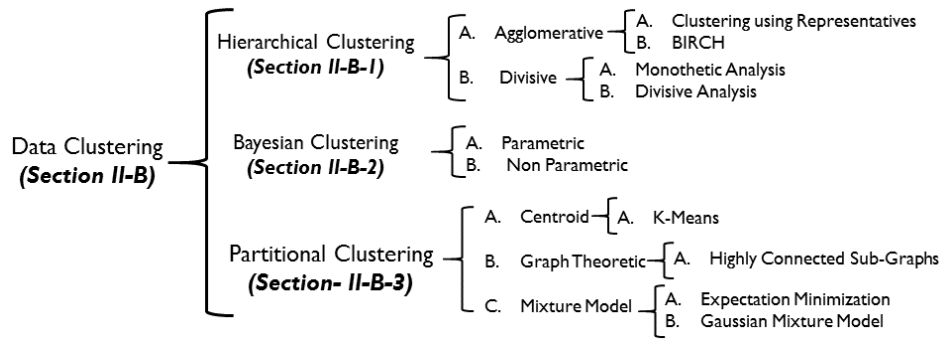 Data Clustering
(Section II-B)
Hierarchical Clustering
(Section II-B-1)
A. Agglomerative
A. Clustering using Representatives
B. BIRCH
B. Divisive
A. Monothetic Analysis
B. Divisive Analysis
Bayesian Clustering
(Section II-B-2)
A. Parametric
B. Non Parametric
Partitional Clustering
(Section- II-B-3)
A. Centroid
A. K-Means
B. Graph Theoretic
A. Highly Connected Sub-Graphs
C. Mixture Model
A. Expectation Minimization
B. Gaussian Mixture Model